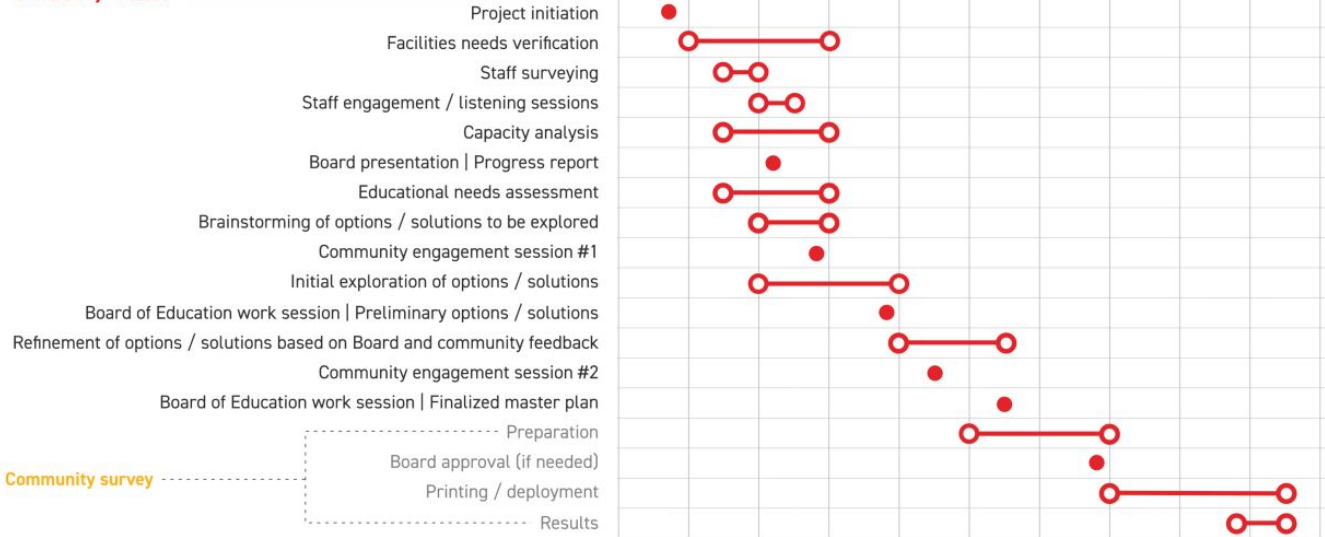 Project initiation
Facilities needs verification
Staff surveying
Staff engagement / listening sessions
Capacity analysis
Board presentation | Progress report
Educational needs assessment
Brainstorming of options / solutions to be explored
Community engagement session #1
Initial exploration of options / solutions
Board of Education work session | Preliminary options / solutions
Refinement of options / solutions based on Board and community feedback
Community engagement session #2
Board of Education work session | Finalized master plan
Preparation
Board approval (if needed)
Community survey
Printing / deployment
Results